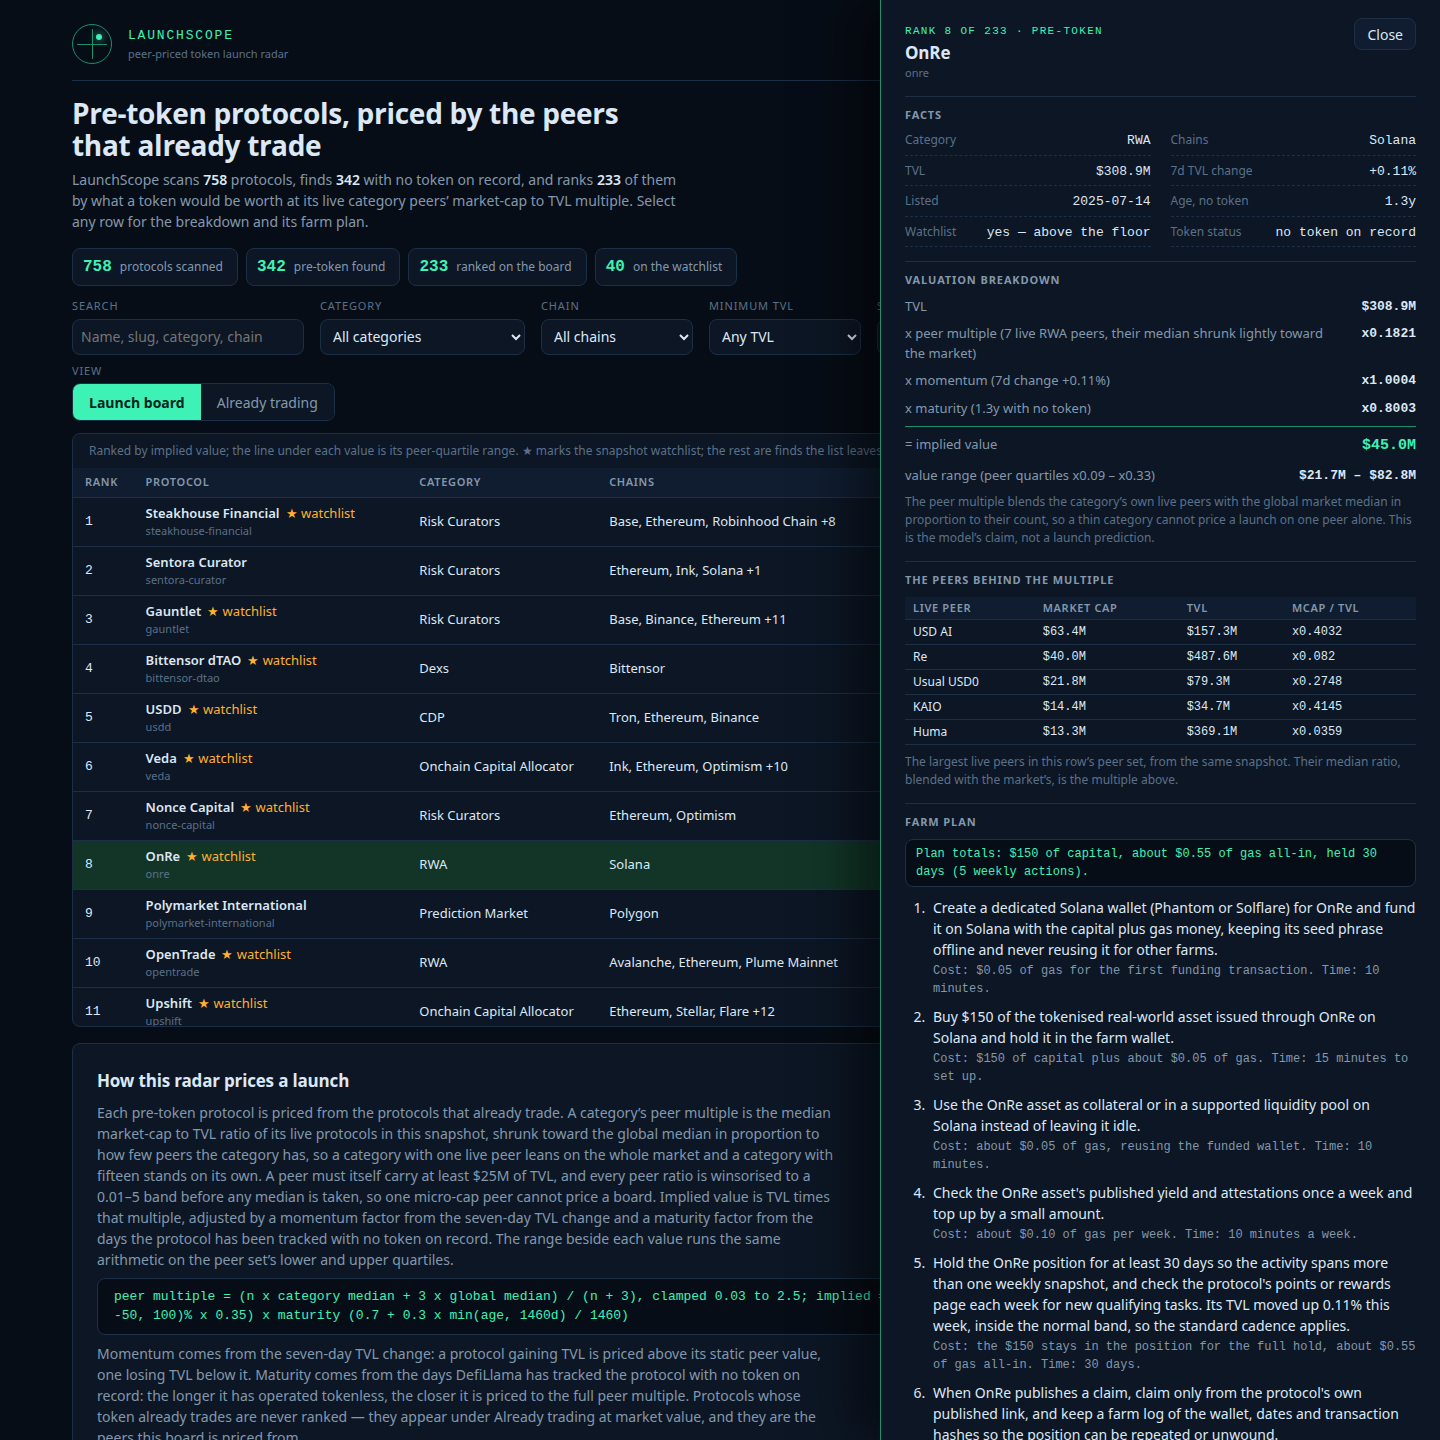 LAUNCHSCOPE
peer-priced token launch radar
Pre-token protocols, priced by the peers
that already trade
LaunchScope scans 758 protocols, finds 342 with no token on record, and ranks 233 of them
by what a token would be worth at its live category peers' market-cap to TVL multiple. Select
any row for the breakdown and its farm plan.
758 protocols scanned
342 pre-token found
233 ranked on the board
40 on the watchlist
SEARCH
CATEGORY
CHAIN
MINIMUM TVL
Name, slug, category, chain
All categories
All chains
Any TVL
VIEW
Launch board
Already trading
Ranked by implied value; the line under each value is its peer-quartile range. ★ marks the snapshot watchlist; the rest are finds the list leaves
RANK PROTOCOL CATEGORY CHAINS
1 Steakhouse Financial ★ watchlist Risk Curators Base, Ethereum, Robinhood Chain +8
steakhouse-financial
2 Sentora Curator Risk Curators Ethereum, Ink, Solana +1
sentora-curator
3 Gauntlet ★ watchlist Risk Curators Base, Binance, Ethereum +11
gauntlet
4 Bittensor dTAO ★ watchlist Dexs Bittensor
bittensor-dtao
5 USDD ★ watchlist CDP Tron, Ethereum, Binance
usdd
6 Veda ★ watchlist Onchain Capital Allocator Ink, Ethereum, Optimism +10
veda
7 Nonce Capital ★ watchlist Risk Curators Ethereum, Optimism
nonce-capital
8 OnRe ★ watchlist RWA Solana
onre
9 Polymarket International Prediction Market Polygon
polymarket-international
10 OpenTrade ★ watchlist RWA Avalanche, Ethereum, Plume Mainnet
opentrade
11 Upshift ★ watchlist Onchain Capital Allocator Ethereum, Stellar, Flare +12
upshift
How this radar prices a launch
Each pre-token protocol is priced from the protocols that already trade. A category's peer multiple is the median
market-cap to TVL ratio of its live protocols in this snapshot, shrunk toward the global median in proportion to
how few peers the category has, so a category with one live peer leans on the whole market and a category with
fifteen stands on its own. A peer must itself carry at least $25M of TVL, and every peer ratio is winsorised to a
0.01–5 band before any median is taken, so one micro-cap peer cannot price a board. Implied value is TVL times
that multiple, adjusted by a momentum factor from the seven-day TVL change and a maturity factor from the
days the protocol has been tracked with no token on record. The range beside each value runs the same
arithmetic on the peer set's lower and upper quartiles.
peer multiple = (n x category median + 3 x global median) / (n + 3), clamped 0.03 to 2.5; implied
-50, 100)% x 0.35) x maturity (0.7 + 0.3 x min(age, 1460d) / 1460)
Momentum comes from the seven-day TVL change: a protocol gaining TVL is priced above its static peer value,
one losing TVL below it. Maturity comes from the days DefiLlama has tracked the protocol with no token on
record: the longer it has operated tokenless, the closer it is priced to the full peer multiple. Protocols whose
token already trades are never ranked — they appear under Already trading at market value, and they are the
peers this board is priced from.
RANK 8 OF 233 · PRE-TOKEN
Close
OnRe
onre
FACTS
Category RWA Chains Solana
TVL $308.9M 7d TVL change +0.11%
Listed 2025-07-14 Age, no token 1.3y
Watchlist yes — above the floor Token status no token on record
VALUATION BREAKDOWN
TVL $308.9M
x peer multiple (7 live RWA peers, their median shrunk lightly toward x0.1821
the market)
x momentum (7d change +0.11%) x1.0004
x maturity (1.3y with no token) x0.8003
= implied value $45.0M
value range (peer quartiles x0.09 – x0.33) $21.7M – $82.8M
The peer multiple blends the category's own live peers with the global market median in
proportion to their count, so a thin category cannot price a launch on one peer alone. This
is the model's claim, not a launch prediction.
THE PEERS BEHIND THE MULTIPLE
LIVE PEER MARKET CAP TVL MCAP / TVL
USD AI $63.4M $157.3M x0.4032
Re $40.0M $487.6M x0.082
Usual USD0 $21.8M $79.3M x0.2748
KAIO $14.4M $34.7M x0.4145
Huma $13.3M $369.1M x0.0359
The largest live peers in this row's peer set, from the same snapshot. Their median ratio,
blended with the market's, is the multiple above.
FARM PLAN
Plan totals: $150 of capital, about $0.55 of gas all-in, held 30
days (5 weekly actions).
1. Create a dedicated Solana wallet (Phantom or Solflare) for OnRe and fund
it on Solana with the capital plus gas money, keeping its seed phrase
offline and never reusing it for other farms.
Cost: $0.05 of gas for the first funding transaction. Time: 10
minutes.
2. Buy $150 of the tokenised real-world asset issued through OnRe on
Solana and hold it in the farm wallet.
Cost: $150 of capital plus about $0.05 of gas. Time: 15 minutes to
set up.
3. Use the OnRe asset as collateral or in a supported liquidity pool on
Solana instead of leaving it idle.
Cost: about $0.05 of gas, reusing the funded wallet. Time: 10
minutes.
4. Check the OnRe asset's published yield and attestations once a week and
top up by a small amount.
Cost: about $0.10 of gas per week. Time: 10 minutes a week.
5. Hold the OnRe position for at least 30 days so the activity spans more
than one weekly snapshot, and check the protocol's points or rewards
page each week for new qualifying tasks. Its TVL moved up 0.11% this
week, inside the normal band, so the standard cadence applies.
Cost: the $150 stays in the position for the full hold, about $0.55
of gas all-in. Time: 30 days.
6. When OnRe publishes a claim, claim only from the protocol's own
published link, and keep a farm log of the wallet, dates and transaction
hashes so the position can be repeated or unwound.